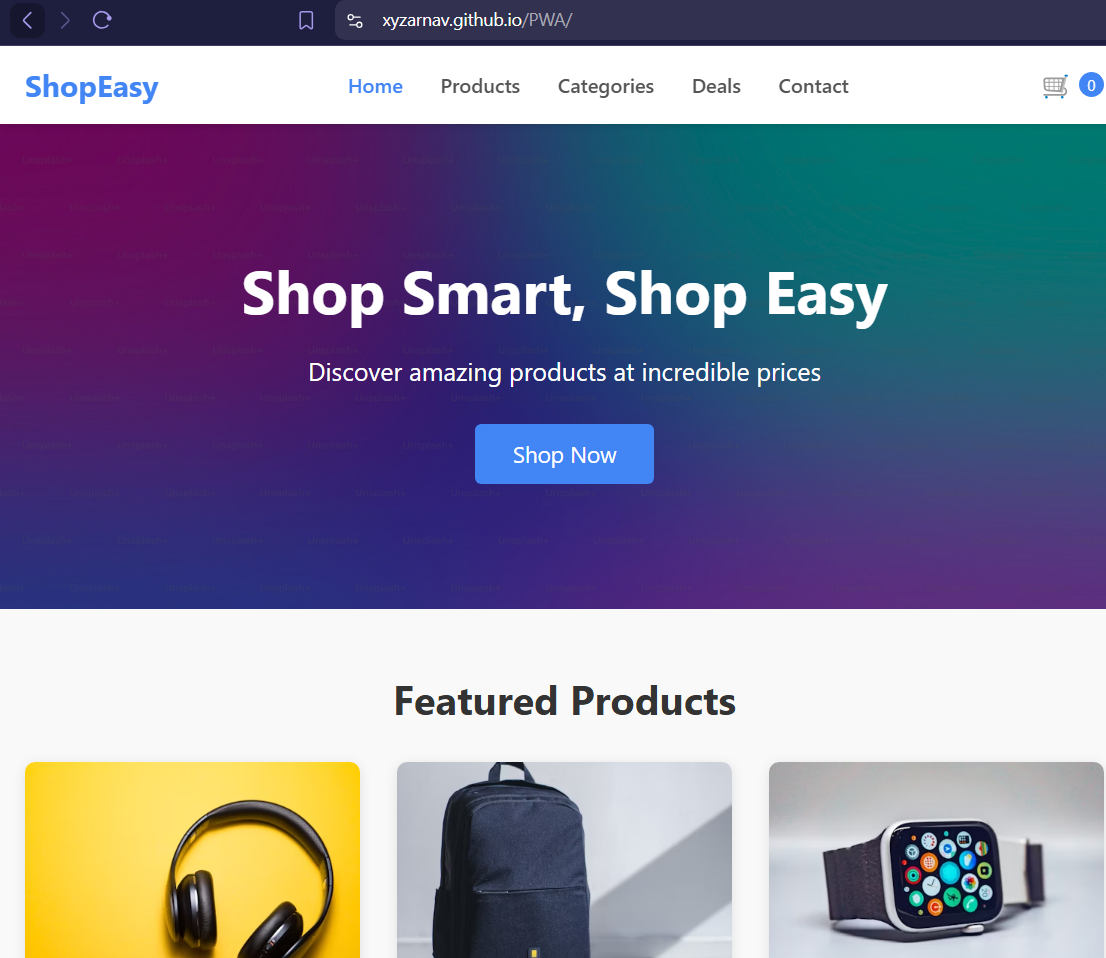 xyzarnav.github.io/PWA/
ShopEasy
Home Products Categories Deals Contact 0
Shop Smart, Shop Easy
Discover amazing products at incredible prices
Shop Now
Featured Products